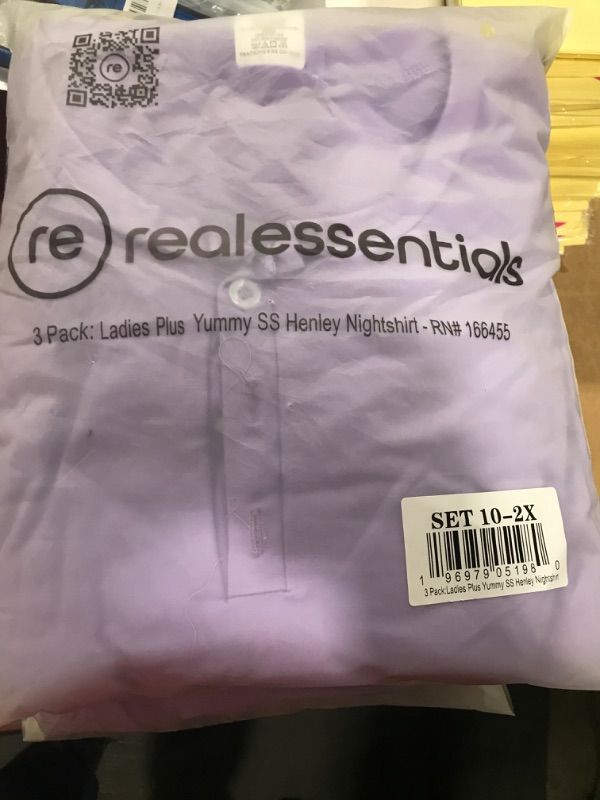 re
re realessentials
3 Pack: Ladies Plus Yummy SS Henley Nightshirt - RN# 166455
SET 10-2X
1 96979 05198 0
3 Pack:Ladies Plus Yummy SS Henley Nightshirt